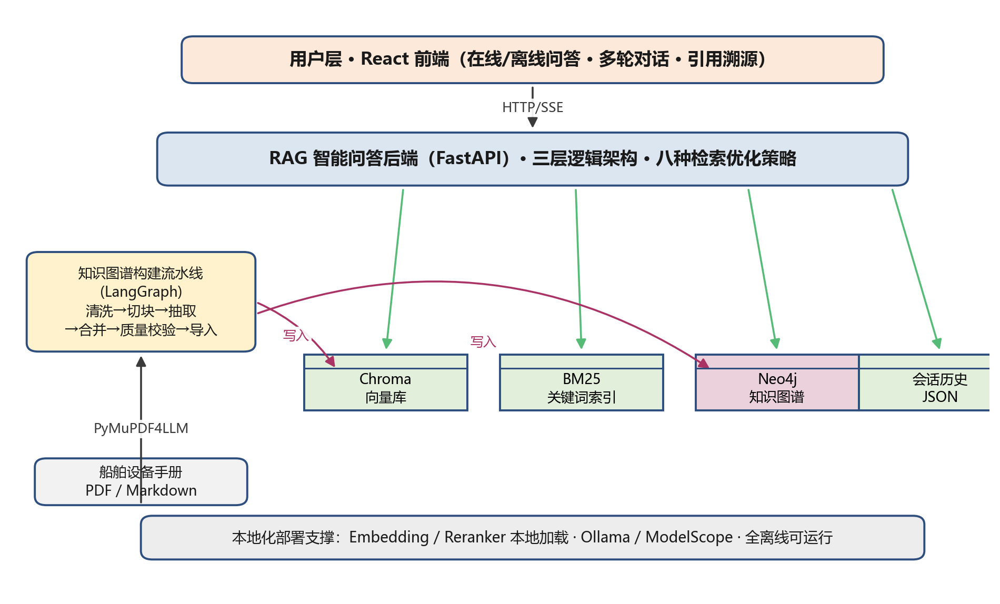 用户层 • React 前端（在线/离线问答 • 多轮对话 • 引用溯源）
HTTP/SSE
RAG 智能问答后端（FastAPI）• 三层逻辑架构 • 八种检索优化策略
知识图谱构建流水线
(LangGraph)
清洗→切块→抽取
→合并→质量校验→导入
写入
写入
Chroma
向量库
BM25
关键词索引
Neo4j
知识图谱
会话历史
JSON
PyMuPDF4LLM
船舶设备手册
PDF / Markdown
本地化部署支撑：Embedding / Reranker 本地加载 · Ollama / ModelScope · 全离线可运行